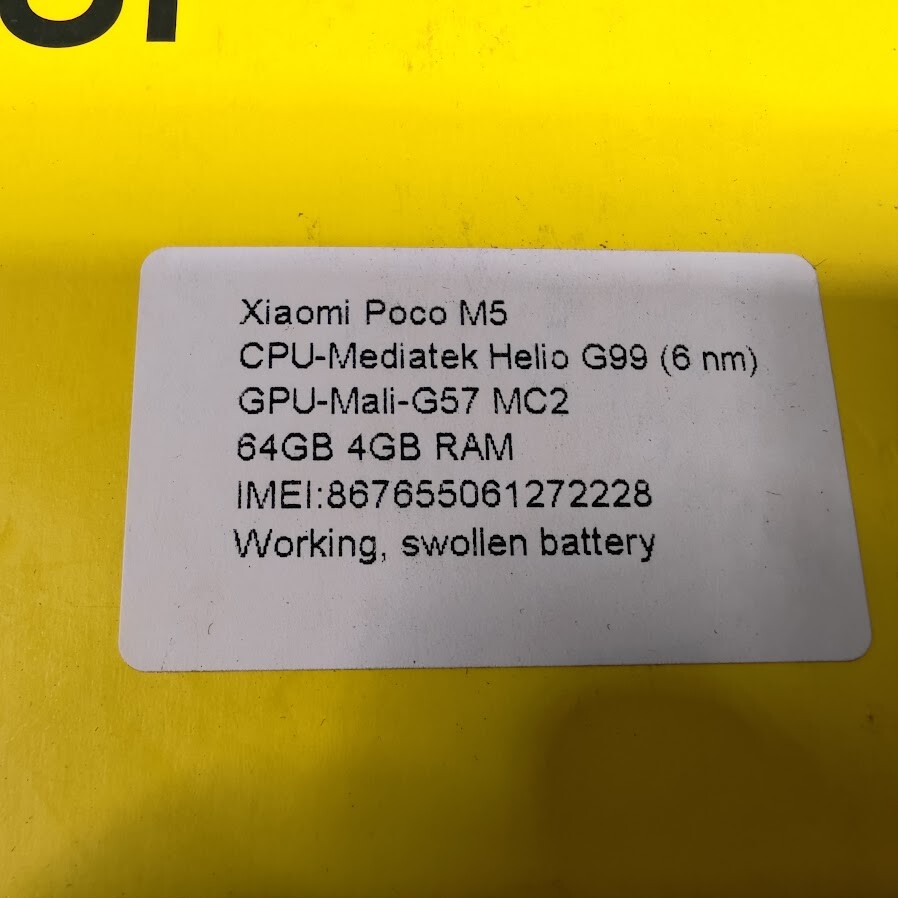 Xiaomi Poco M5
CPU-Mediatek Helio G99 (6 nm)
GPU-Mali-G57 MC2
64GB 4GB RAM
IMEI:867655061272228
Working, swollen battery